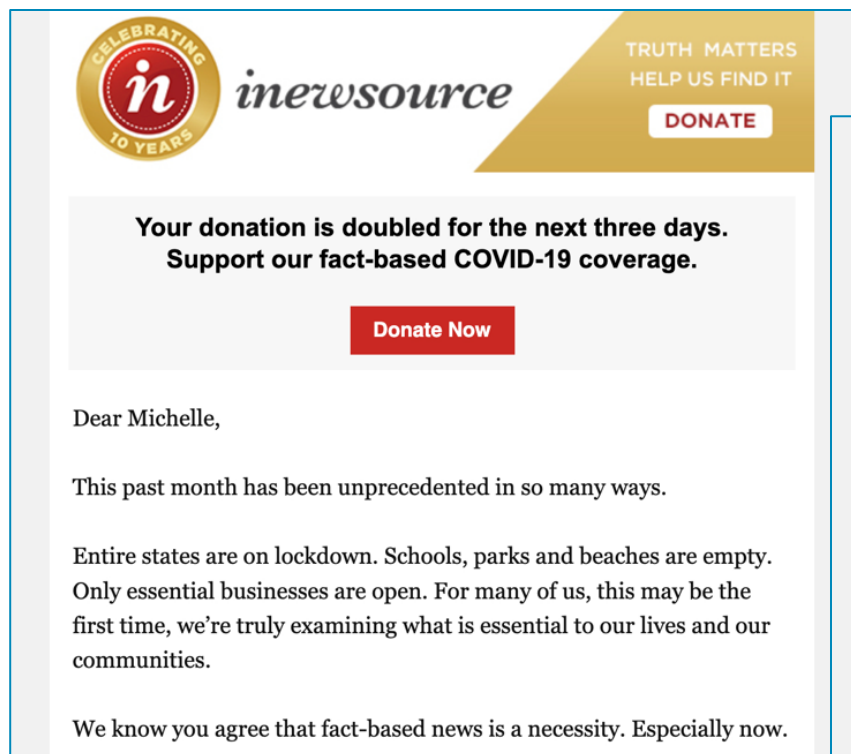 CELEBRATING
in
10 YEARS
inewsource
TRUTH MATTERS
HELP US FIND IT
DONATE
Your donation is doubled for the next three days.
Support our fact-based COVID-19 coverage.
Donate Now
Dear Michelle,
This past month has been unprecedented in so many ways.
Entire states are on lockdown. Schools, parks and beaches are empty.
Only essential businesses are open. For many of us, this may be the
first time, we’re truly examining what is essential to our lives and our
communities.
We know you agree that fact-based news is a necessity. Especially now.